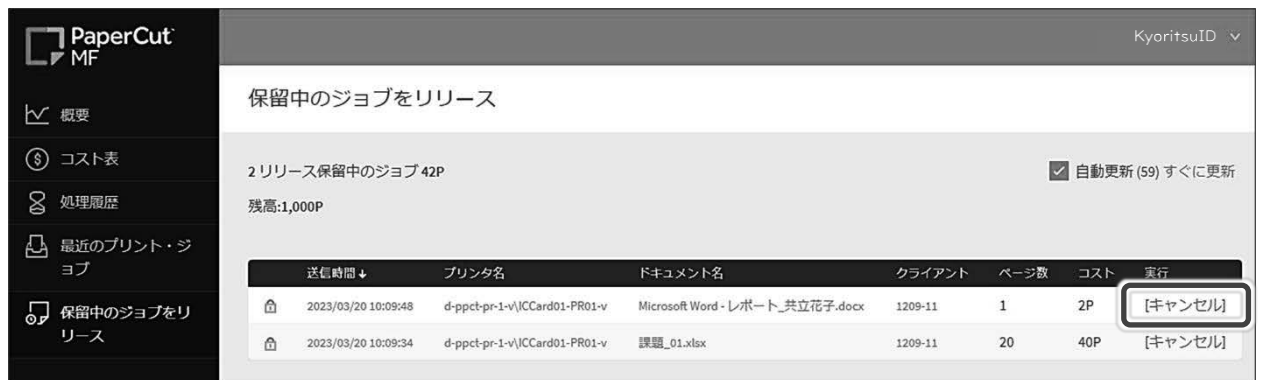 PaperCut
MF
KyoritsuID
概要
コスト表
処理履歴
最近のプリント・ジ
ョブ
保留中のジョブをリ
リース
保留中のジョブをリリース
2 リリース保留中のジョブ 42P
自動更新 (59) すぐに更新
残高:1,000P
送信時間↓ プリンタ名 ドキュメント名 クライアント ページ数 コスト 実行
2023/03/20 10:09:48 d-ppct-pr-1-v\ICCard01-PR01-v Microsoft Word - レポート_共立花子.docx 1209-11 1 2P [キャンセル]
2023/03/20 10:09:34 d-ppct-pr-1-v\ICCard01-PR01-v 課題_01.xlsx 1209-11 20 40P [キャンセル]